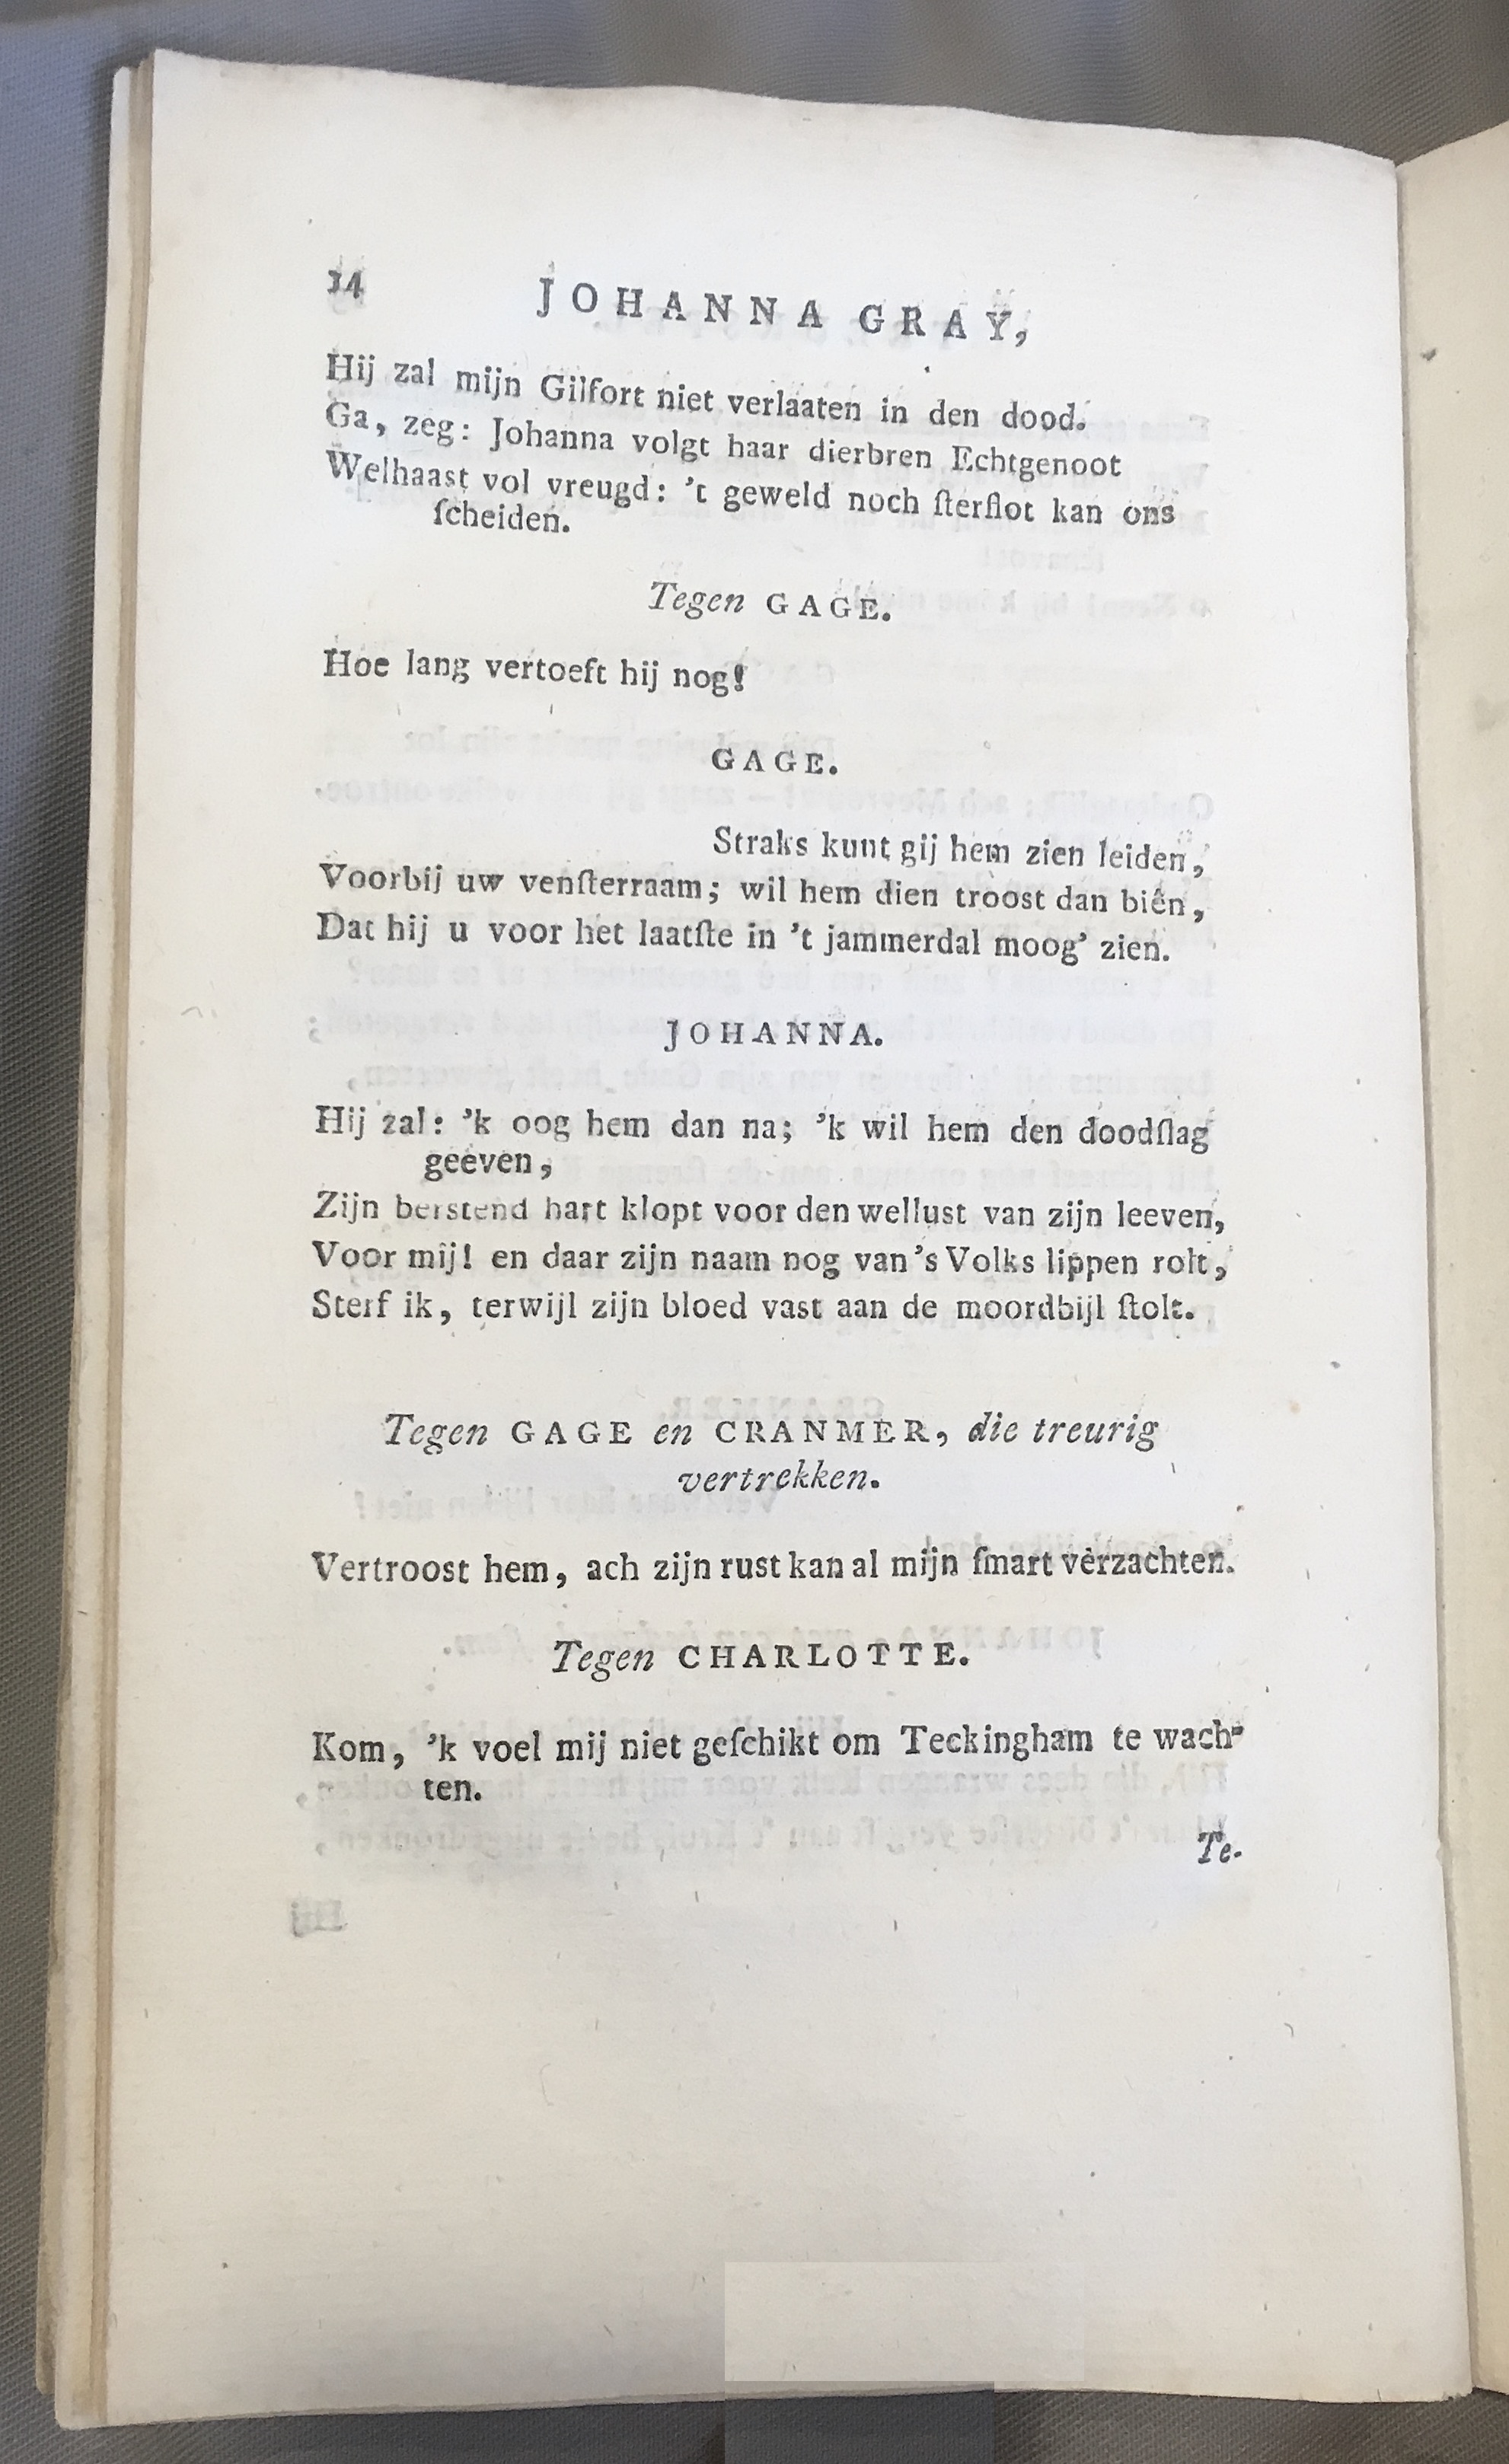 14 JOHANNA GRAY,
Hij zal mijn Gilfort niet verlaaten in den dood.
Ga, zeg: Johanna volgt haar dierbren Echtgenoot
Welhaast vol vreugd: 't geweld noch ſterflot kan ons
ſcheiden.
Tegen GAGE.
Hoe lang vertoeft hij nog!
GAGE.
Straks kunt gij hem zien leiden,
Voorbij uw venſterraam; wil hem dien troost dan biên,
Dat hij u voor het laatſte in 't jammerdal moog' zien.
JOHANNA.
Hij zal: 'k oog hem dan na; 'k wil hem den doodſlag
geeven,
Zijn berstend hart klopt voor den wellust van zijn leeven,
Voor mij! en daar zijn naam nog van 's Volks lippen rolt,
Sterf ik, terwijl zijn bloed vast aan de moordbijl ſtolt.
Tegen GAGE en CRANMER, die treurig
vertrekken.
Vertroost hem, ach zijn rust kan al mijn ſmart verzachten.
Tegen CHARLOTTE.
Kom, 'k voel mij niet geſchikt om Teckingham te wach-
ten.
Te-